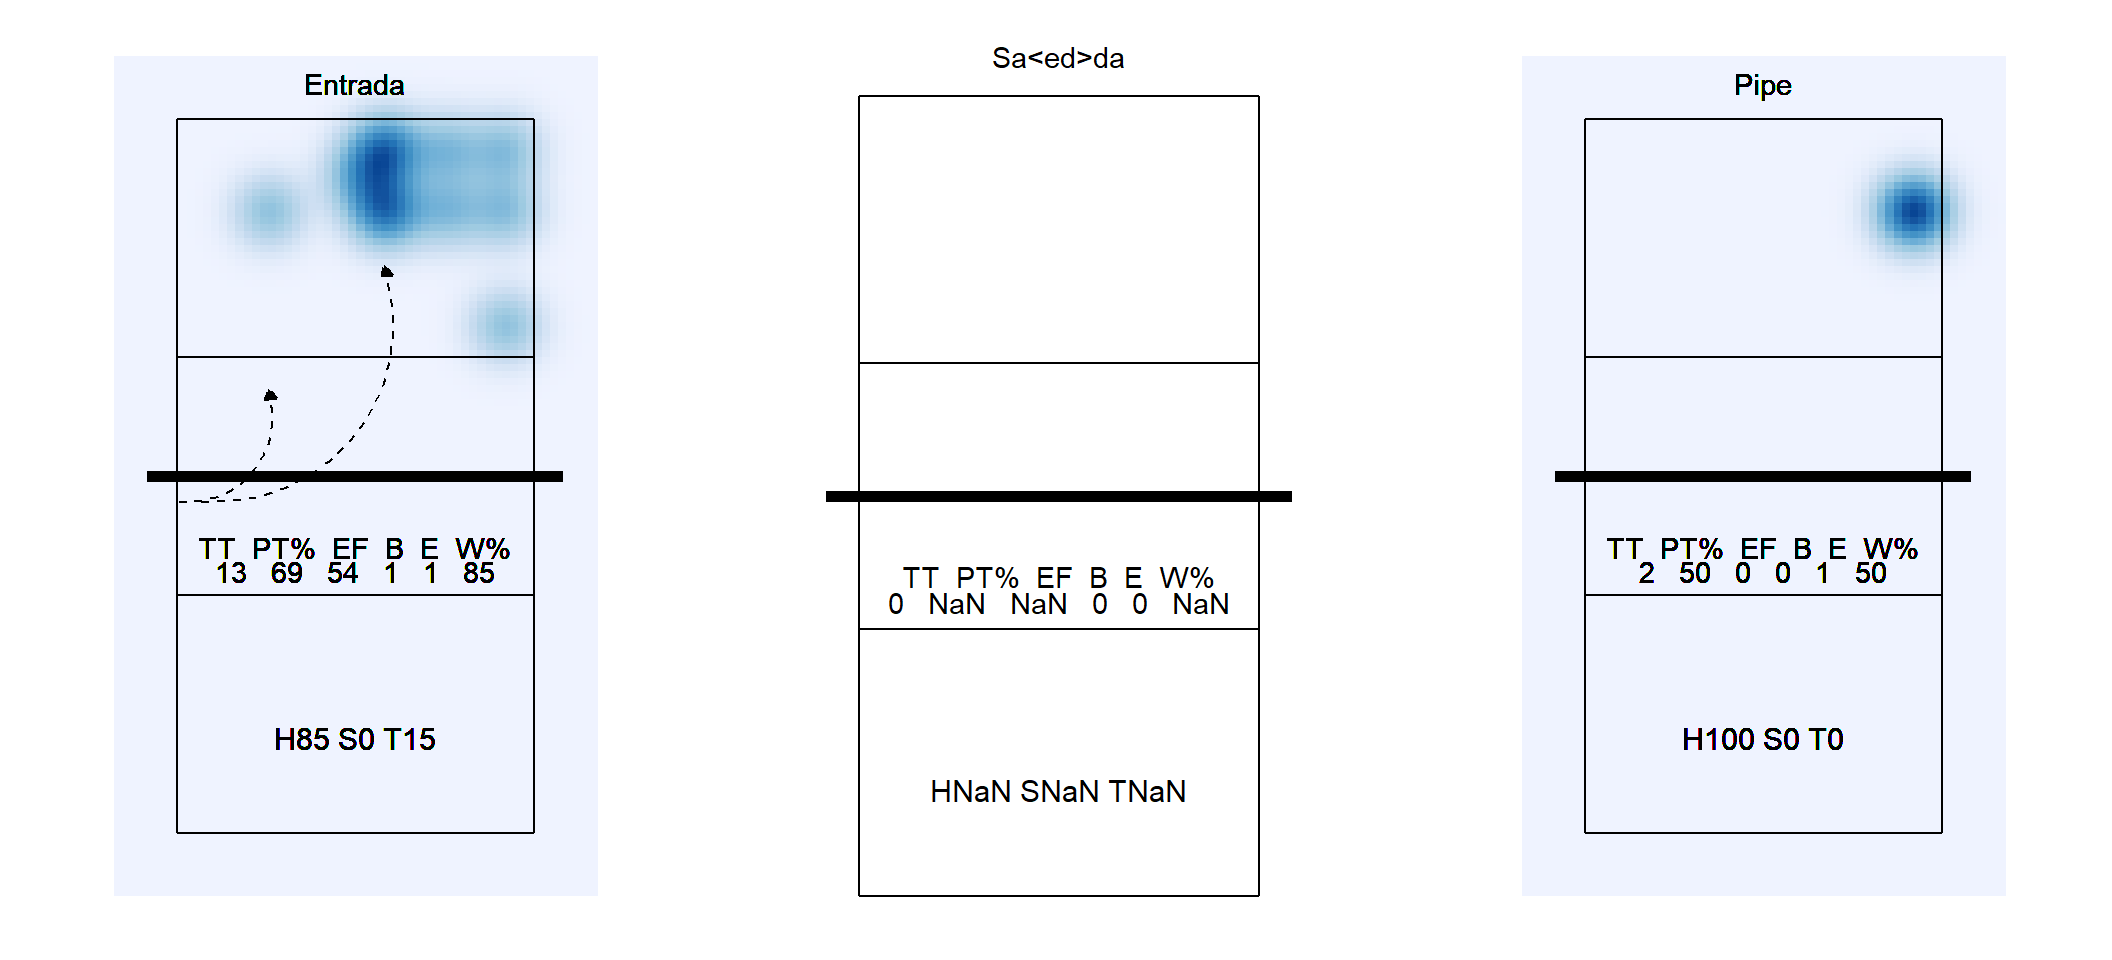 Entrada
TT PT% EF B E W%
13 69 54 1 1 85
H85 S0 T15
Sa<ed>da
TT PT% EF B E W%
0 NaN NaN 0 0 NaN
HNaN SNaN TNaN
Pipe
TT PT% EF B E W%
2 50 0 0 1 50
H100 S0 T0